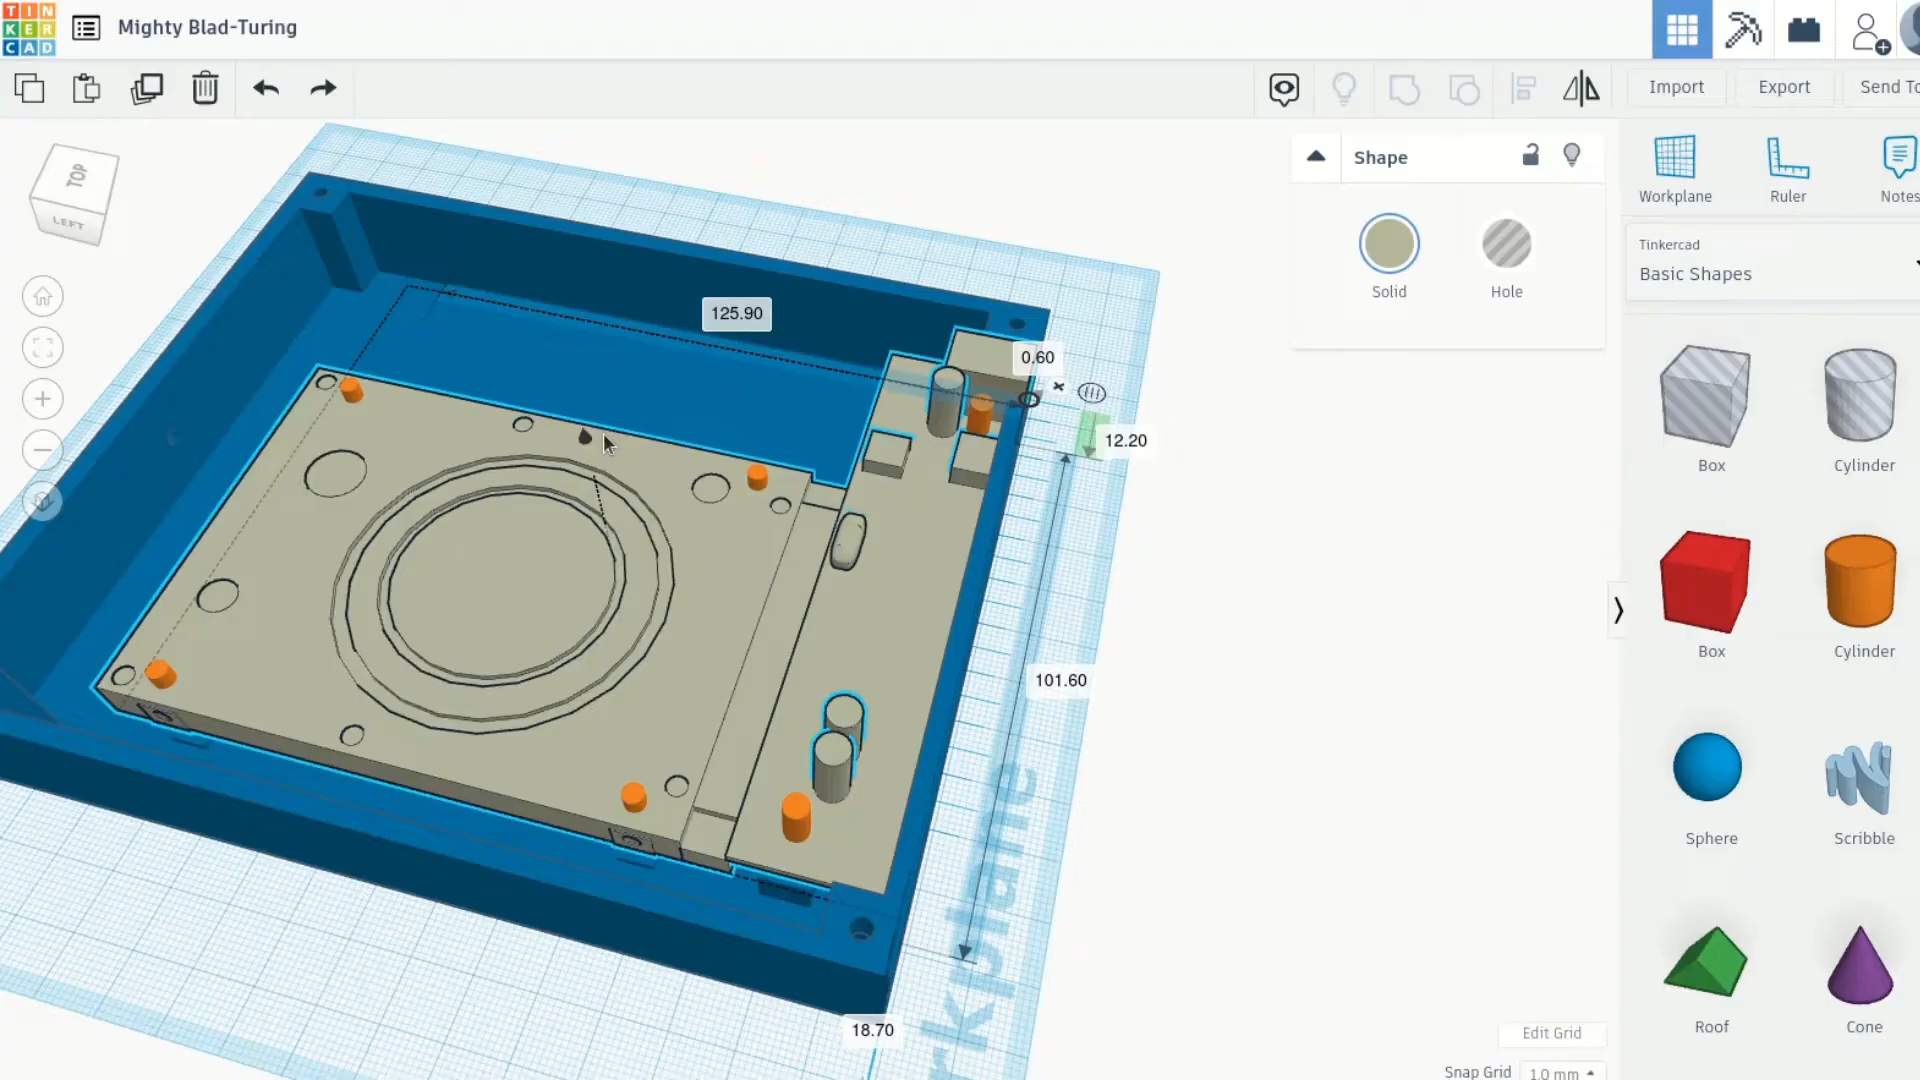 TIN
KER
CAD
Mighty Blad-Turing
Import
Export
Send To
TOP
LEFT
Shape
Solid
Hole
Workplane
Ruler
Notes
Tinkercad
Basic Shapes
Box
Cylinder
Box
Cylinder
Sphere
Scribble
Roof
Cone
125.90
0.60
12.20
101.60
18.70
rkplane
Edit Grid
Snap Grid
1.0 mm